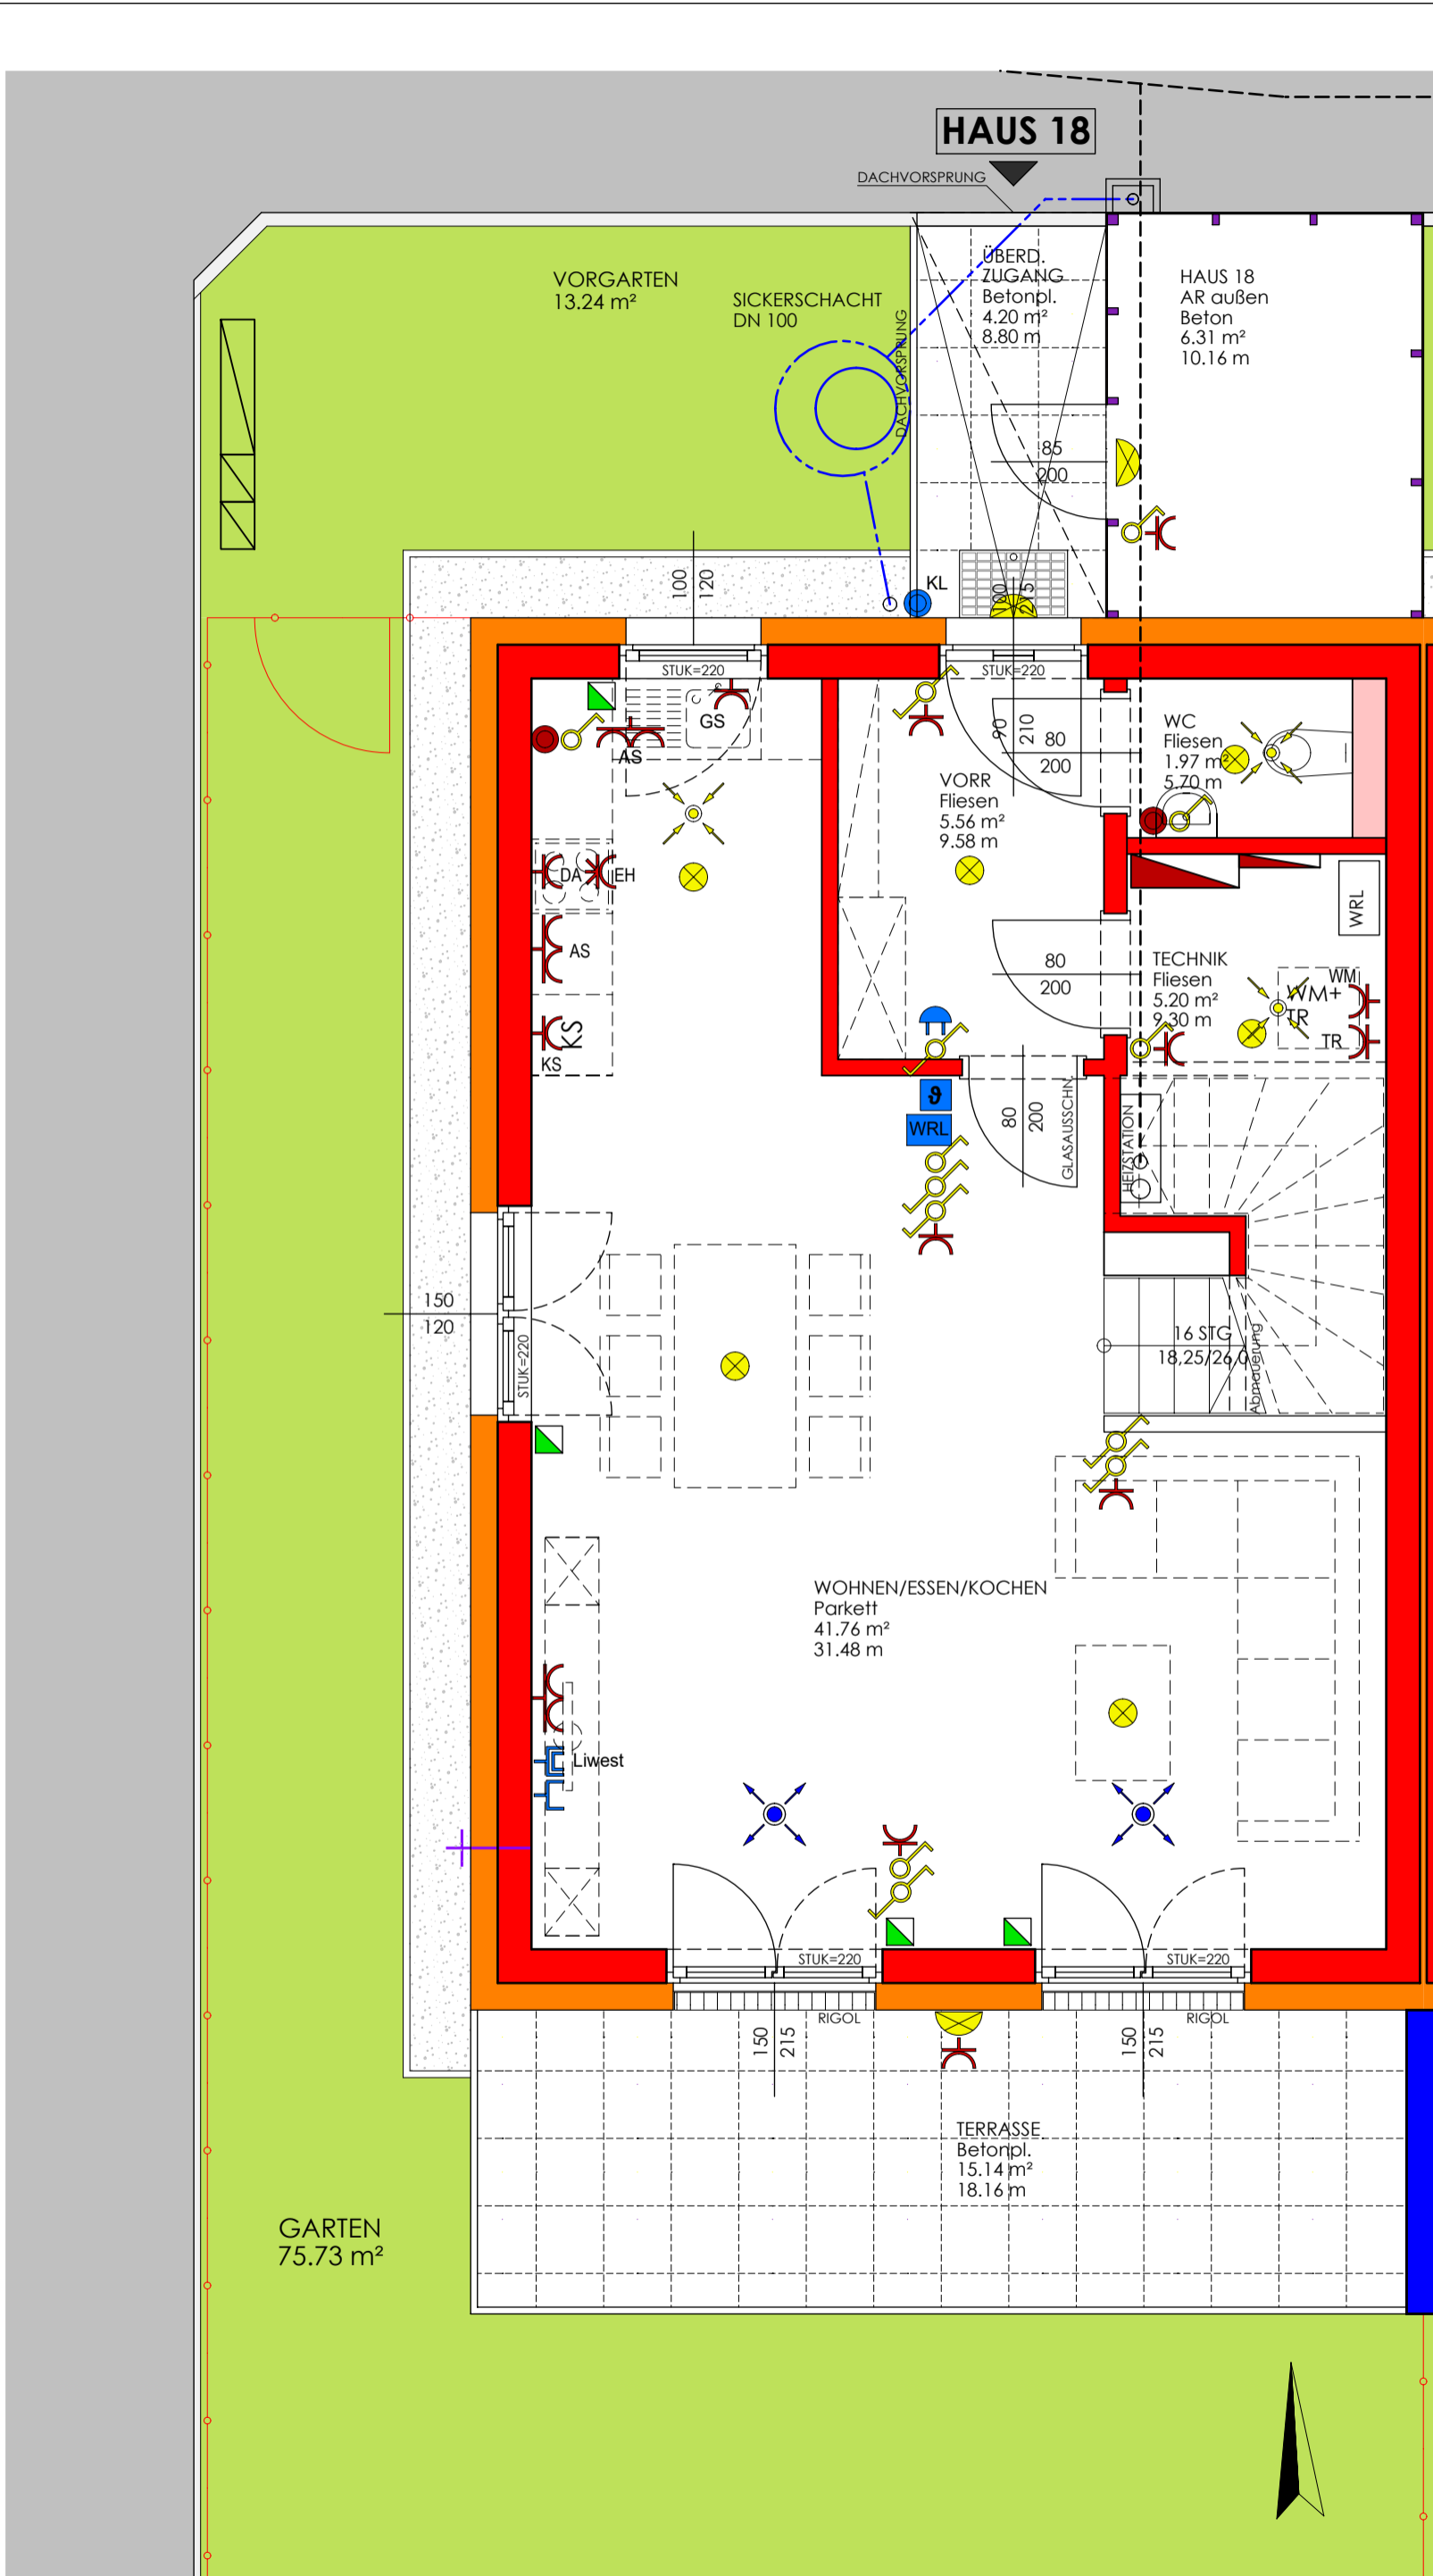 HAUS 18
DACHVORSPRUNG
VORGARTEN
13.24 m²
SICKERSCHACHT
DN 100
DACHVORSPRUNG
ÜBERD.
ZUGANG
Betonpl.
4.20 m²
8.80 m
HAUS 18
AR außen
Beton
6.31 m²
10.16 m
85
200
KL
100
120
215
STUK=220
STUK=220
GS
AS
90
210
80
200
WC
Fliesen
1.97 m²
5.70 m
VORR
Fliesen
5.56 m²
9.58 m
DA
EH
WRL
AS
80
200
TECHNIK
Fliesen
5.20 m²
9.30 m
WM
WM+
TR
TR
KS
KS
ϑ
WRL
80
200
GLASAUSSCHN.
HEIZSTATION
150
120
STUK=220
16 STG
18,25/26,0
Abmauerung
WOHNEN/ESSEN/KOCHEN
Parkett
41.76 m²
31.48 m
Liwest
STUK=220
STUK=220
RIGOL
RIGOL
150
215
150
215
TERRASSE
Betonpl.
15.14 m²
18.16 m
GARTEN
75.73 m²